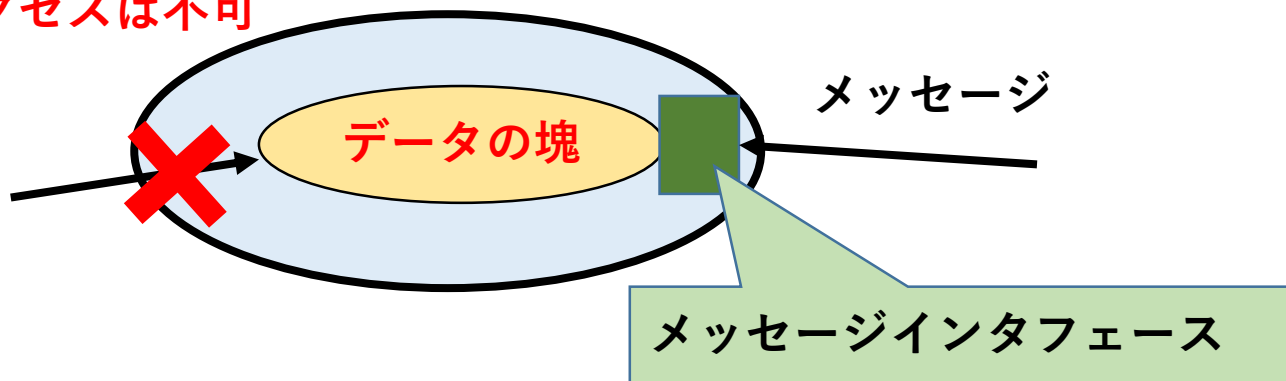 クセスは不可
メッセージ
データの塊
メッセージインタフェース